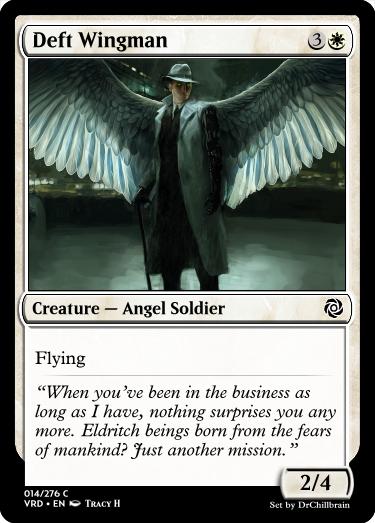 Deft Wingman 3
Creature — Angel Soldier
Flying
“When you’ve been in the business as
long as I have, nothing surprises you any
more. Eldritch beings born from the fears
of mankind? Just another mission.”
2/4
014/276 C
VRD • EN Tracy H
Set by DrChillbrain